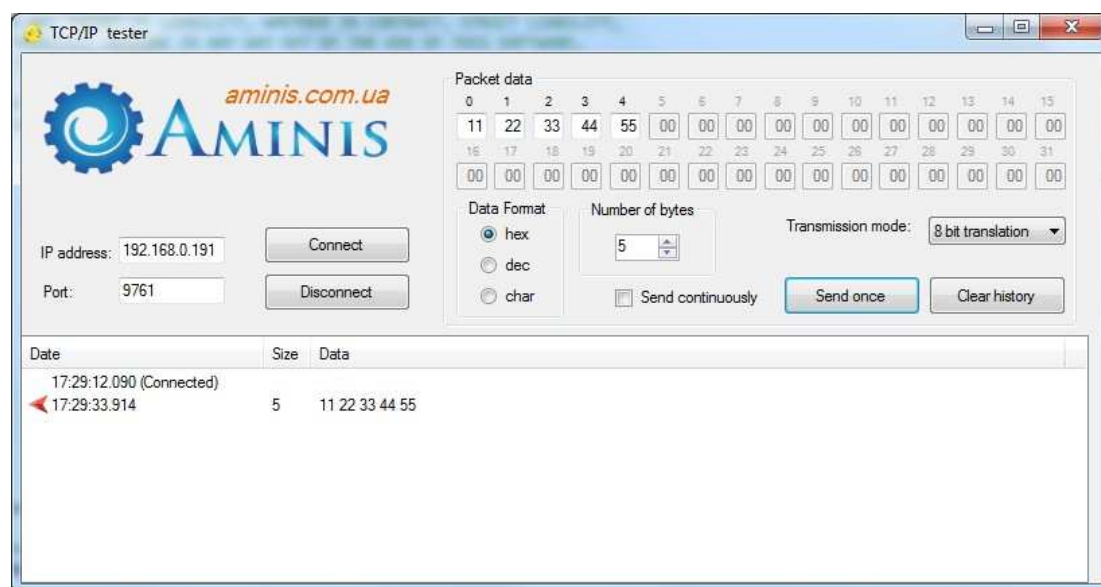 TCP/IP tester
aminis.com.ua
AMINIS
IP address: 192.168.0.191
Connect
Port: 9761
Disconnect
Packet data
0 1 2 3 4 5 6 7 8 9 10 11 12 13 14 15
11 22 33 44 55 00 00 00 00 00 00 00 00 00 00 00
16 17 18 19 20 21 22 23 24 25 26 27 28 29 30 31
00 00 00 00 00 00 00 00 00 00 00 00 00 00 00 00
Data Format
hex
dec
char
Number of bytes
5
Transmission mode: 8 bit translation
Send continuously
Send once
Clear history
Date Size Data
17:29:12.090 (Connected)
17:29:33.914 5 11 22 33 44 55